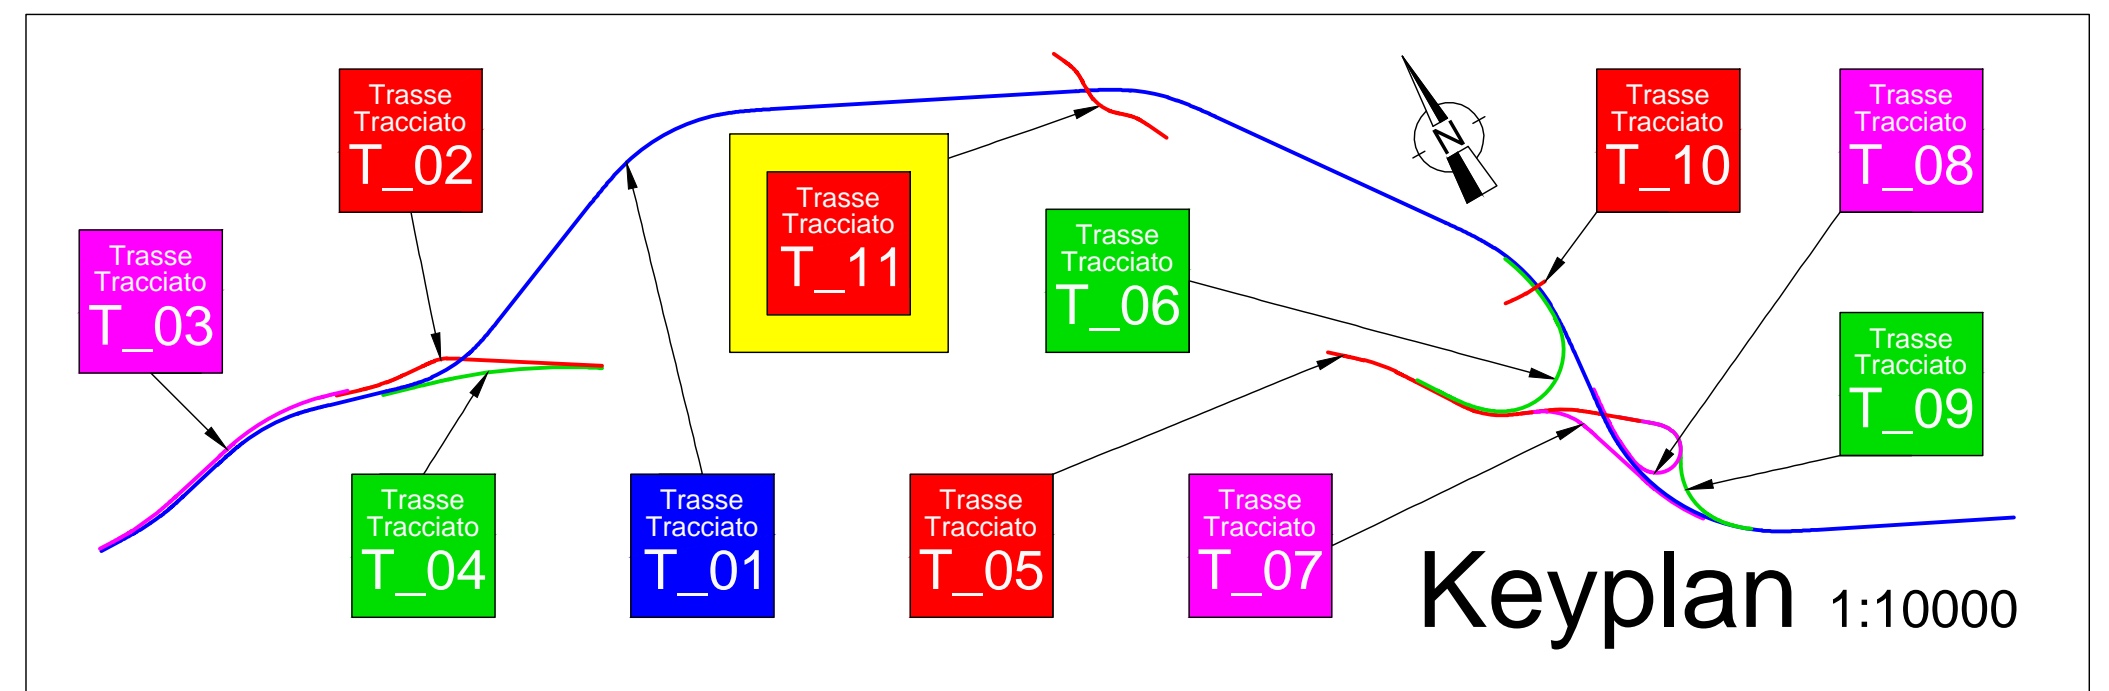 Trasse
Tracciato
T_02
Trasse
Tracciato
T_10
Trasse
Tracciato
T_08
N
Trasse
Tracciato
T_11
Trasse
Tracciato
T_03
Trasse
Tracciato
T_06
Trasse
Tracciato
T_09
Trasse
Tracciato
T_04
Trasse
Tracciato
T_01
Trasse
Tracciato
T_05
Trasse
Tracciato
T_07
Keyplan 1:10000